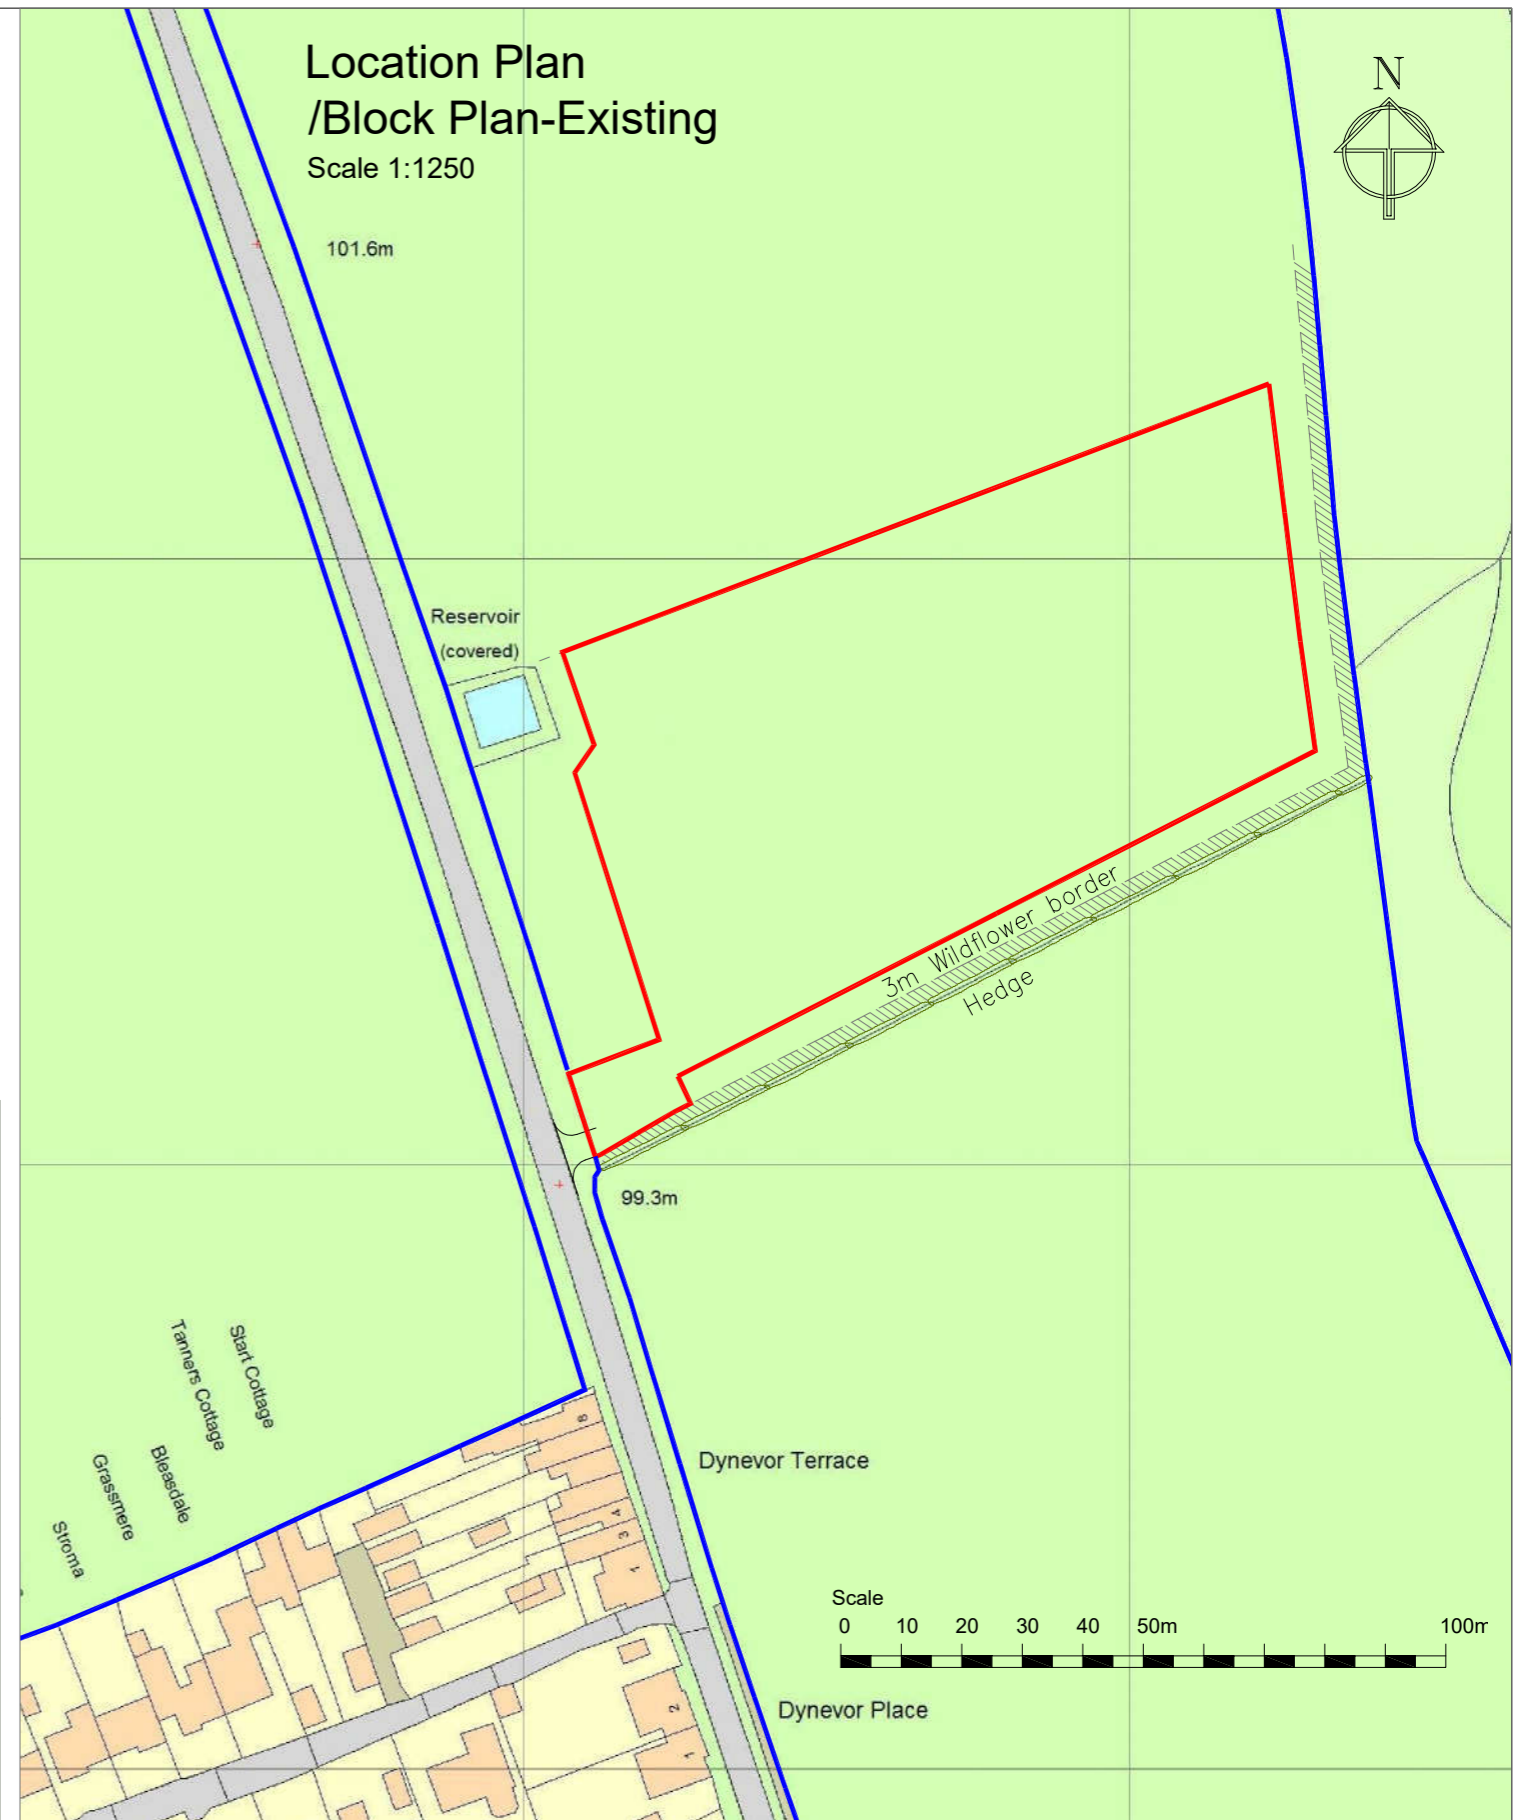 Location Plan
/Block Plan-Existing
Scale 1:1250
N
101.6m
Reservoir
(covered)
3m Wildflower border
Hedge
99.3m
Start Cottage
Tanners Cottage
Bleasdale
Grassmere
Stroma
8
4
3
1
Dynevor Terrace
Scale
0 10 20 30 40 50m 100m
2
1
Dynevor Place